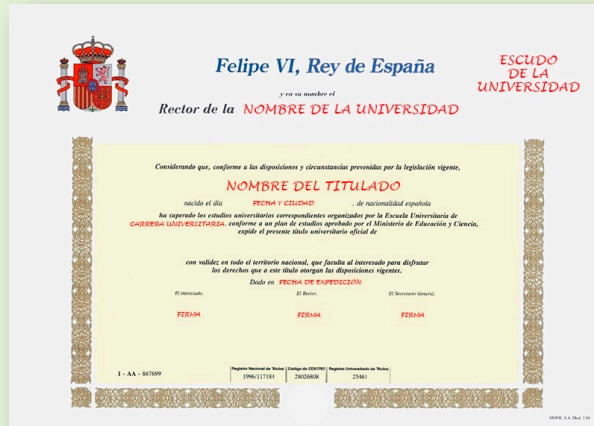 Felipe VI, Rey de España
ESCUDO
DE LA
UNIVERSIDAD
y en su nombre el
Rector de la NOMBRE DE LA UNIVERSIDAD
Considerando que, conforme a las disposiciones y circunstancias prevenidas por la legislación vigente,
NOMBRE DEL TITULADO
nacido el día FECHA Y CIUDAD , de nacionalidad española
ha superado los estudios universitarios correspondientes organizados por la Escuela Universitaria de
CARRERA UNIVERSITARIA. conforme a un plan de estudios aprobado por el Ministerio de Educación y Ciencia,
expide el presente título universitario oficial de
con validez en todo el territorio nacional, que faculta al interesado para disfrutar
los derechos que a este título otorgan las disposiciones vigentes.
Dado en FECHA DE EXPEDICIÓN
El interesado, El Rector, El Secretario General,
FIRMA FIRMA FIRMA
1 - AA - 867699
Registro Nacional de Títulos Código de CENTRO Registro Universitario de Títulos
1996/117184 28026808 25461